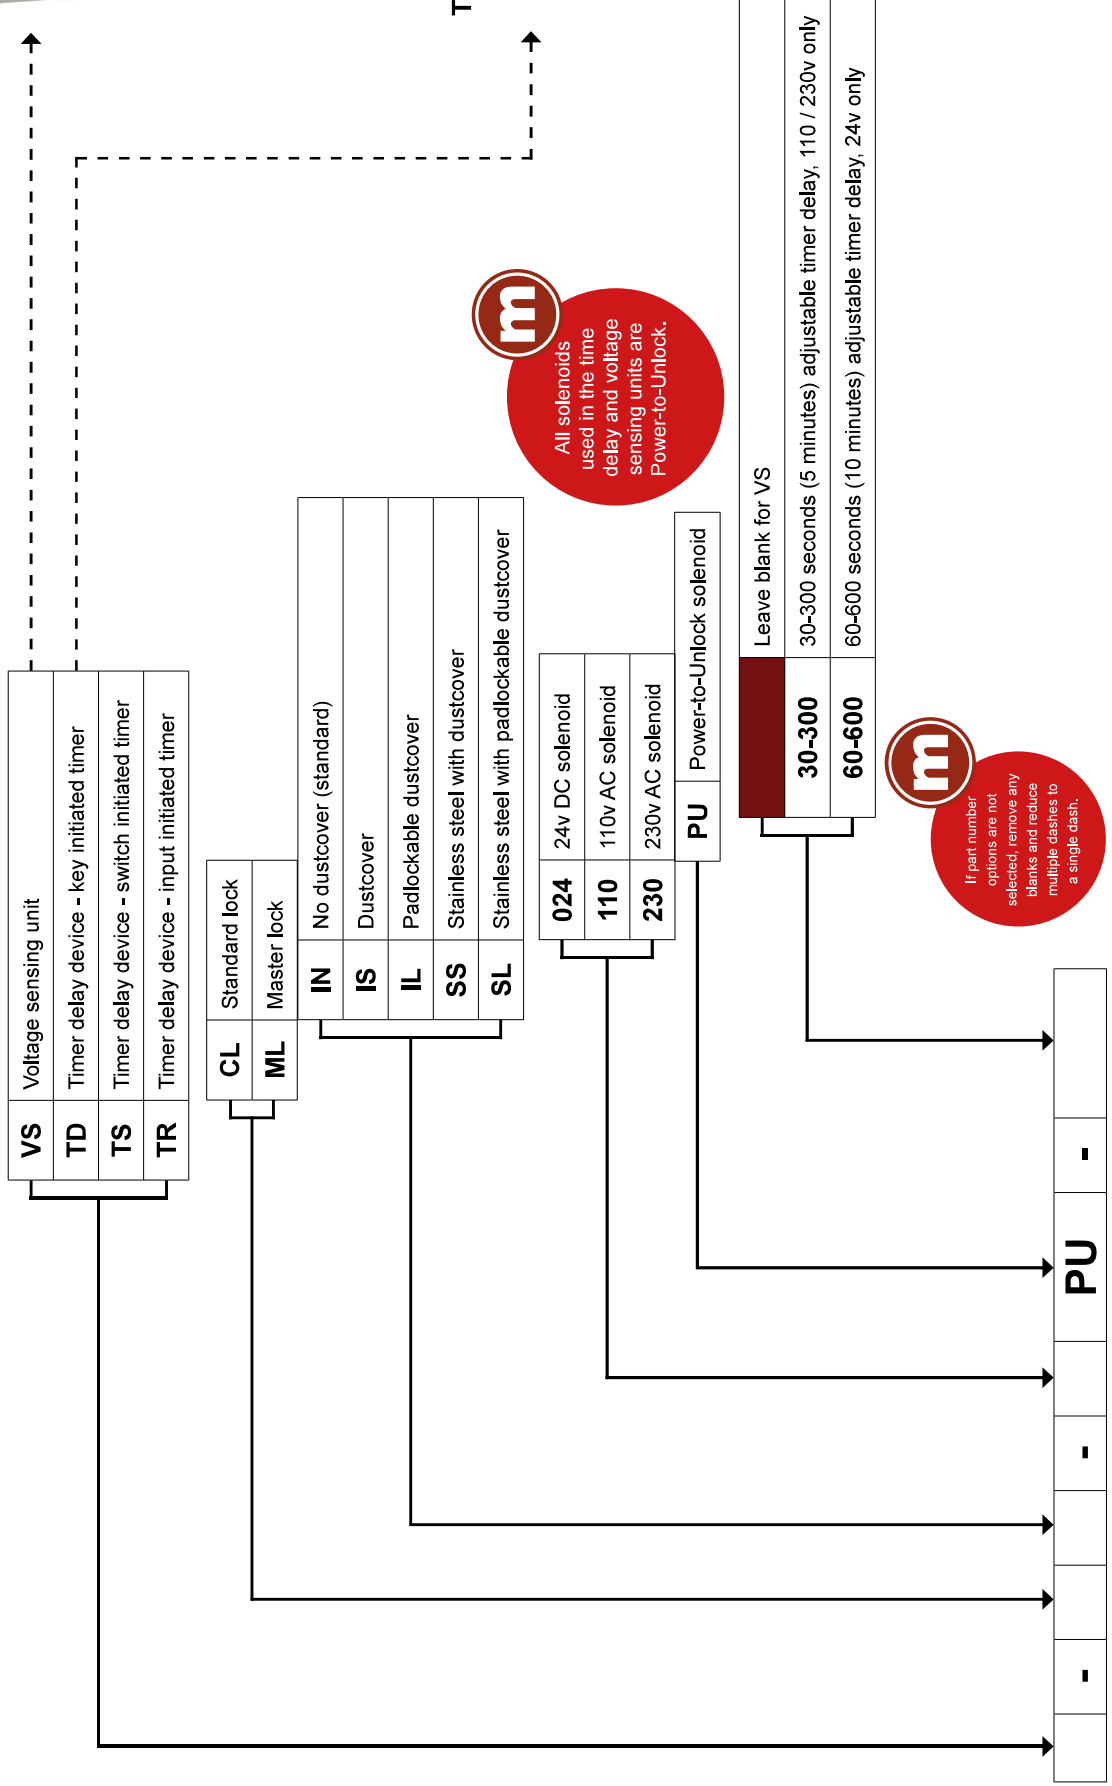 T
VS Voltage sensing unit
TD Timer delay device - key initiated timer
TS Timer delay device - switch initiated timer
TR Timer delay device - input initiated timer
CL Standard lock
ML Master lock
IN No dustcover (standard)
IS Dustcover
IL Padlockable dustcover
SS Stainless steel with dustcover
SL Stainless steel with padlockable dustcover
m
All solenoids
used in the time
delay and voltage
sensing units are
Power-to-Unlock.
024 24v DC solenoid
110 110v AC solenoid
230 230v AC solenoid
PU Power-to-Unlock solenoid
Leave blank for VS
30-300 30-300 seconds (5 minutes) adjustable timer delay, 110 / 230v only
60-600 60-600 seconds (10 minutes) adjustable timer delay, 24v only
m
If part number
options are not
selected, remove any
blanks and reduce
multiple dashes to
a single dash.
- - PU -